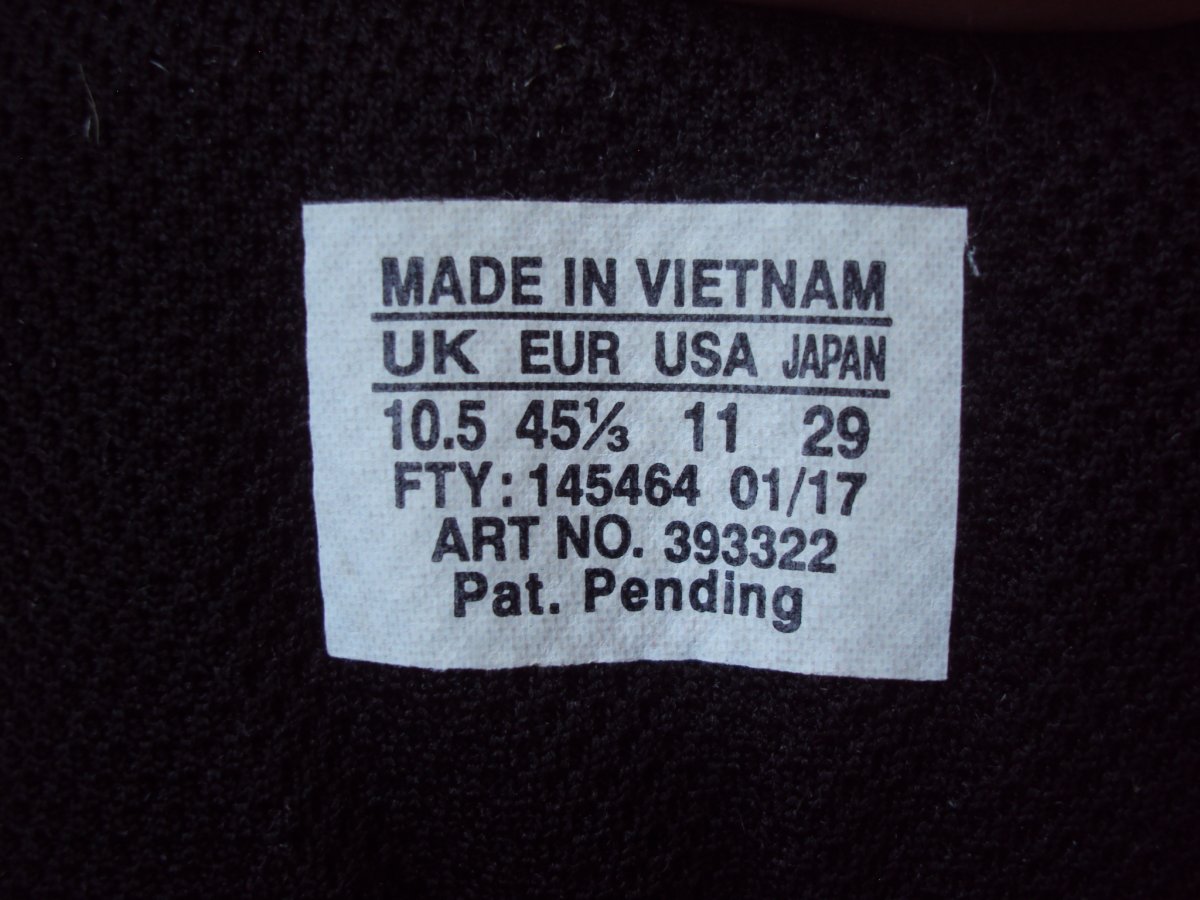 MADE IN VIETNAM
UK EUR USA JAPAN
10.5 45⅓ 11 29
FTY: 145464 01/17
ART NO. 393322
Pat. Pending